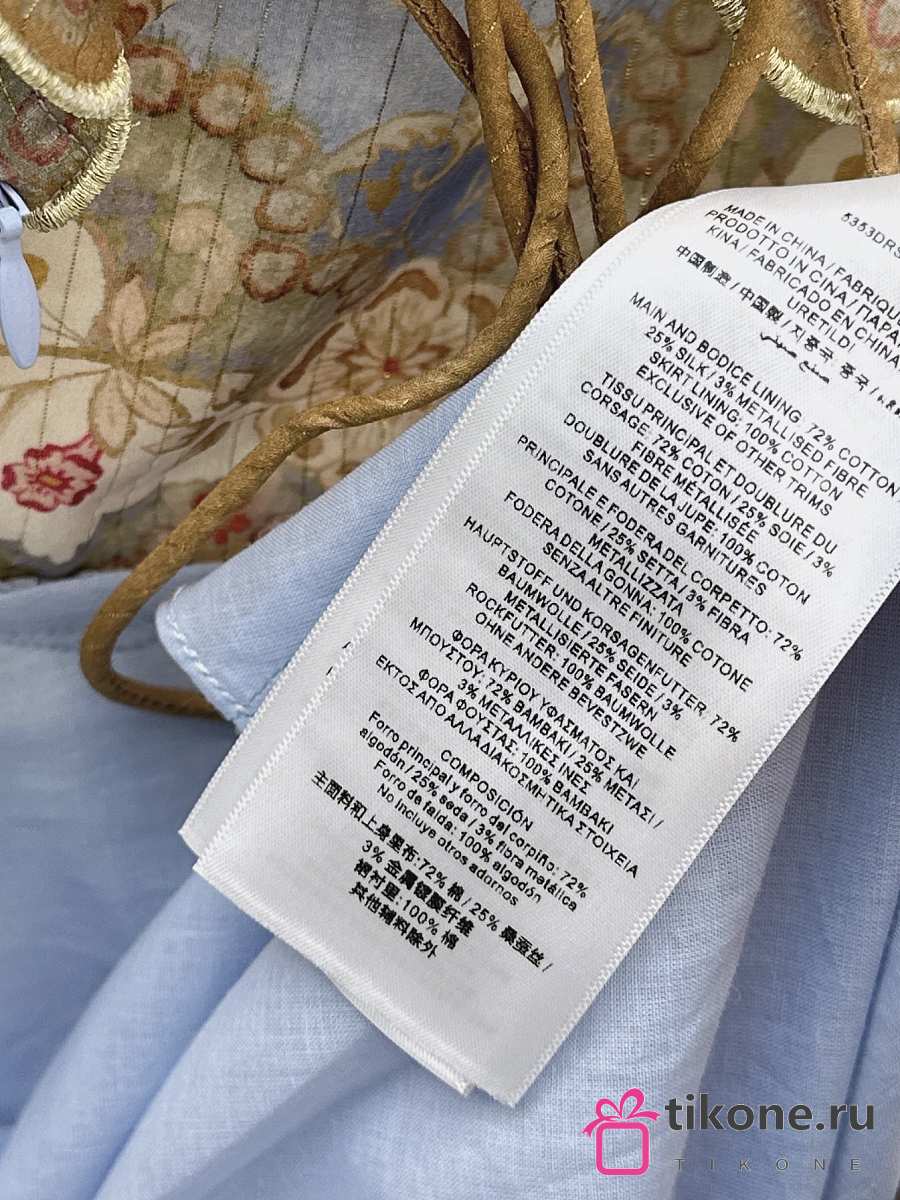 5353DRS
MADE IN CHINA / FABRIQU
PRODOTTO IN CINA / ΠΑΡΑ
KINA / FABRICADO EN CHINA
URETILDI
中国制造 / 中国製 / 지 중국
صنع صيني
MAIN AND BODICE LINING: 72% COTTON
25% SILK / 3% METALLISED FIBRE
SKIRT LINING: 100% COTTON
EXCLUSIVE OF OTHER TRIMS
TISSU PRINCIPAL ET DOUBLURE DU
CORSAGE: 72% COTON / 25% SOIE / 3%
FIBRE MÉTALLISÉE
DOUBLURE DE LA JUPE: 100% COTON
SANS AUTRES GARNITURES
PRINCIPALE E FODERA DEL CORPETTO: 72%
COTONE / 25% SETTA / 3% FIBRA
METALLIZZATA
FODERA DELLA GONNA: 100% COTONE
SENZA ALTRE FINITURE
HAUPTSTOFF UND KORSAGENFUTTER: 72%
BAUMWOLLE / 25% SEIDE / 3%
METALLISIERTE FASERN
ROCKFUTTER: 100% BAUMWOLLE
OHNE ANDERE BEVESTZWE
ΦΟΡΑ ΚΥΡΙΟΥ ΥΦΑΣΜΑΤΟΣ ΚΑΙ
ΜΠΟΥΣΤΟΥ: 72% ΒΑΜΒΑΚΙ / 25% ΜΕΤΑΞΙ /
3% ΜΕΤΑΛΛΙΚΕΣ ΙΝΕΣ
ΦΟΡΑ ΦΟΥΣΤΑΣ: 100% ΒΑΜΒΑΚΙ
ΕΚΤΟΣ ΑΠΟ ΑΛΛΑ ΔΙΑΚΟΣΜΗΤΙΚΑ ΣΤΟΙΧΕΙΑ
COMPOSICIÓN
Forro principal y forro del corpiño: 72%
algodón / 25% seda / 3% fibra metálica
Forro de falda: 100% algodón
No incluye otros adornos
主面料和上身里布: 72% 棉 / 25% 桑蚕丝 /
3% 金属镀膜纤维
裙衬里: 100% 棉
其他辅料除外
tikone.ru
TIKONE